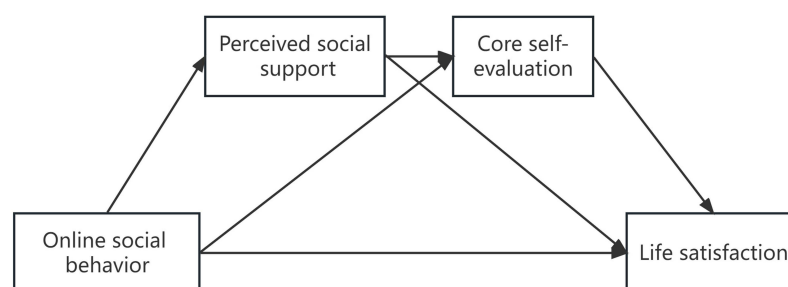 Perceived social
support
Core self-
evaluation
Online social
behavior
Life satisfaction